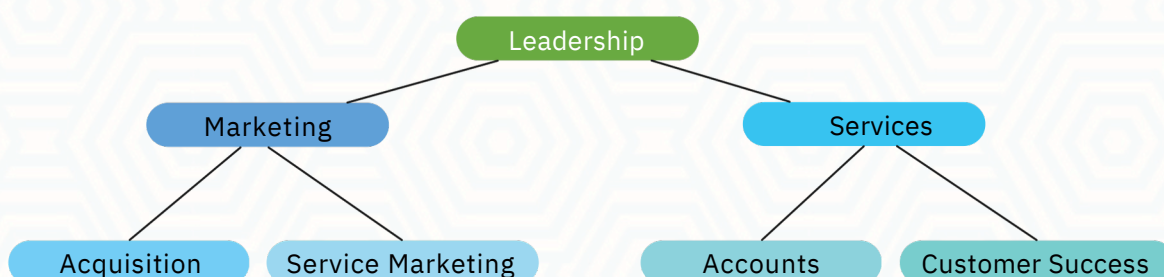 Leadership
Marketing
Services
Acquisition
Service Marketing
Accounts
Customer Success